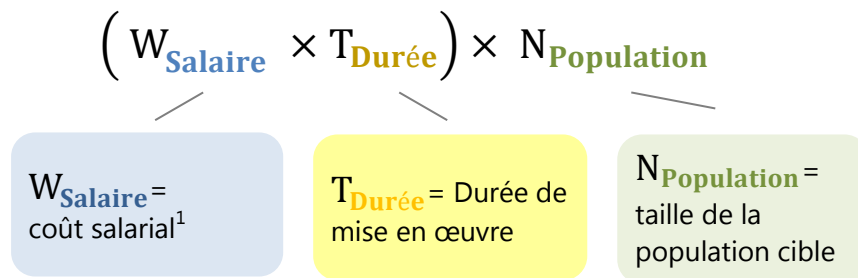 ( W_Salaire × T_Durée ) × N_Population
W_Salaire =
coût salarial¹
T_Durée = Durée de
mise en œuvre
N_Population =
taille de la
population cible